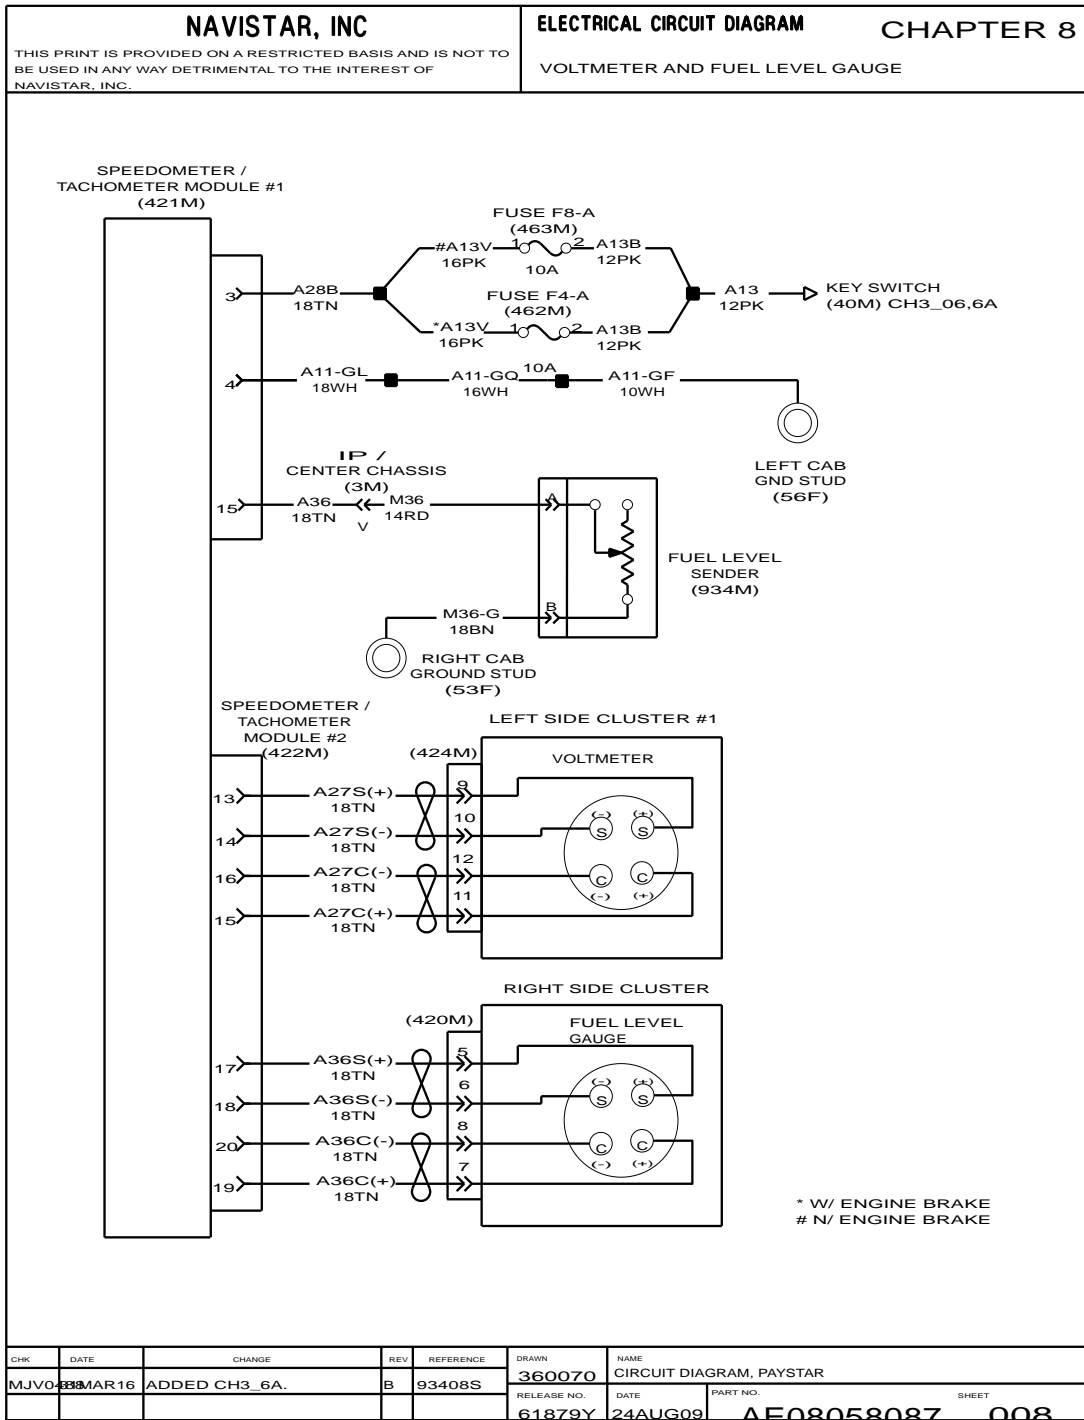 NAVISTAR, INC
THIS PRINT IS PROVIDED ON A RESTRICTED BASIS AND IS NOT TO
BE USED IN ANY WAY DETRIMENTAL TO THE INTEREST OF
NAVISTAR, INC.
ELECTRICAL CIRCUIT DIAGRAM
CHAPTER 8
VOLTMETER AND FUEL LEVEL GAUGE
SPEEDOMETER /
TACHOMETER MODULE #1
(421M)
FUSE F8-A
(463M)
#A13V
16PK
1
2
10A
A13B
12PK
3
A28B
18TN
A13
12PK
KEY SWITCH
(40M) CH3_06,6A
FUSE F4-A
(462M)
*A13V
16PK
1
2
10A
A13B
12PK
4
A11-GL
18WH
A11-GQ
16WH
A11-GF
10WH
LEFT CAB
GND STUD
(56F)
IP /
CENTER CHASSIS
(3M)
15
A36
18TN
V
M36
14RD
A
FUEL LEVEL
SENDER
(934M)
M36-G
18BN
B
RIGHT CAB
GROUND STUD
(53F)
SPEEDOMETER /
TACHOMETER
MODULE #2
(422M)
LEFT SIDE CLUSTER #1
(424M)
VOLTMETER
13
A27S(+)
18TN
9
14
A27S(-)
18TN
10
16
A27C(-)
18TN
12
15
A27C(+)
18TN
11
(-) (+)
S S
C C
(-) (+)
RIGHT SIDE CLUSTER
(420M)
FUEL LEVEL
GAUGE
17
A36S(+)
18TN
5
18
A36S(-)
18TN
6
20
A36C(-)
18TN
8
19
A36C(+)
18TN
7
(-) (+)
S S
C C
(-) (+)
* W/ ENGINE BRAKE
# N/ ENGINE BRAKE
CHK DATE CHANGE REV REFERENCE
ADDED CH3_6A. B 93408S
DRAWN
360070
NAME
CIRCUIT DIAGRAM, PAYSTAR
RELEASE NO.
61879Y
DATE
24AUG09
PART NO.
AE08058087
SHEET
008